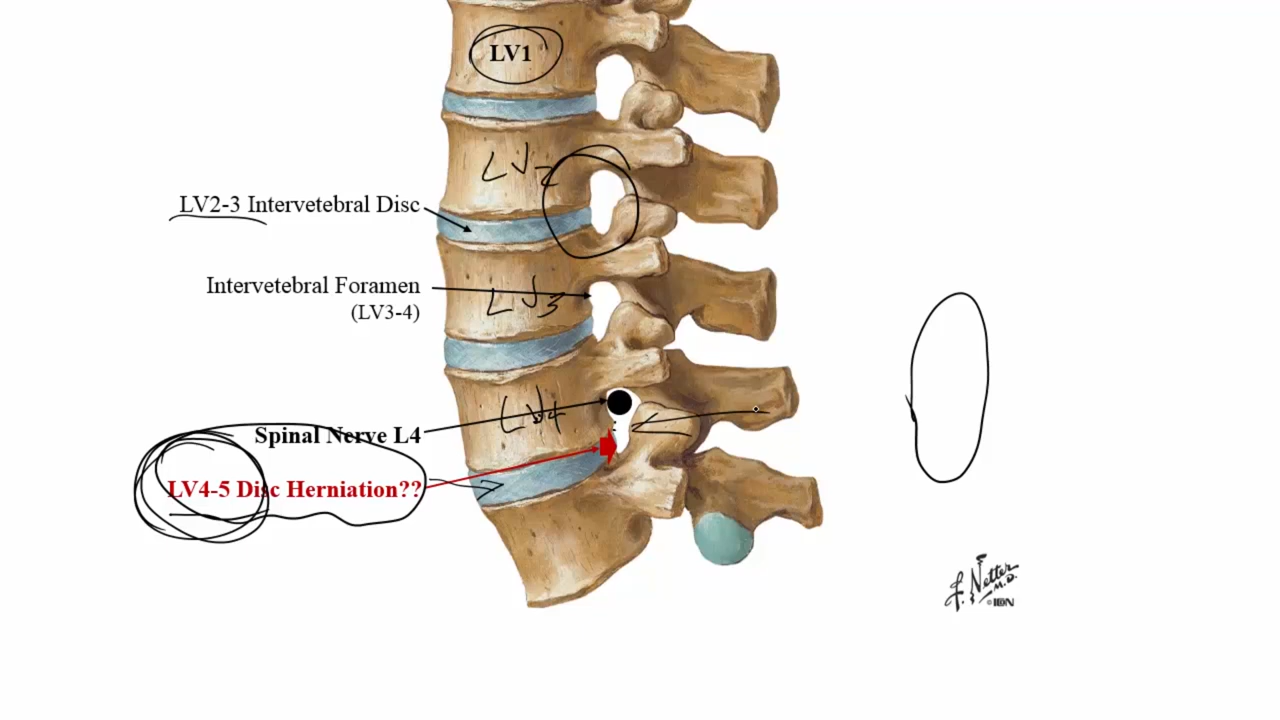 LV1
LV2
LV2-3 Intervetebral Disc
Intervetebral Foramen
(LV3-4)
LV3
LV4
Spinal Nerve L4
LV4-5 Disc Herniation??
F. Netter
M.D.
©ICON